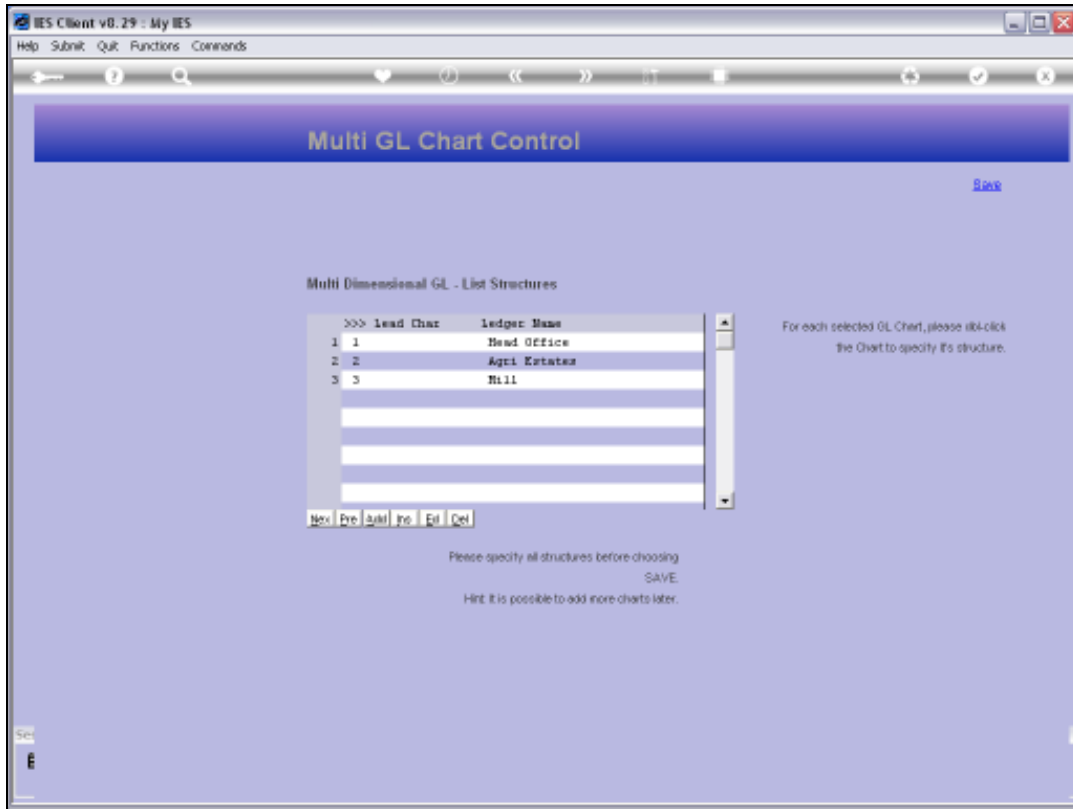 IES Client v8.29 : My IES
Help Submit Quit Functions Commands
Multi GL Chart Control
Save
Multi Dimensional GL - List Structures
>>> Lead Char Ledger Name
1 1 Head Office
2 2 Agri Estates
3 3 Mill
For each selected GL Chart, please dbl-click
the Chart to specify it's structure.
Nex Pre Add Ins Ed Del
Please specify all structures before choosing
SAVE.
Hint: It is possible to add more charts later.
Ser